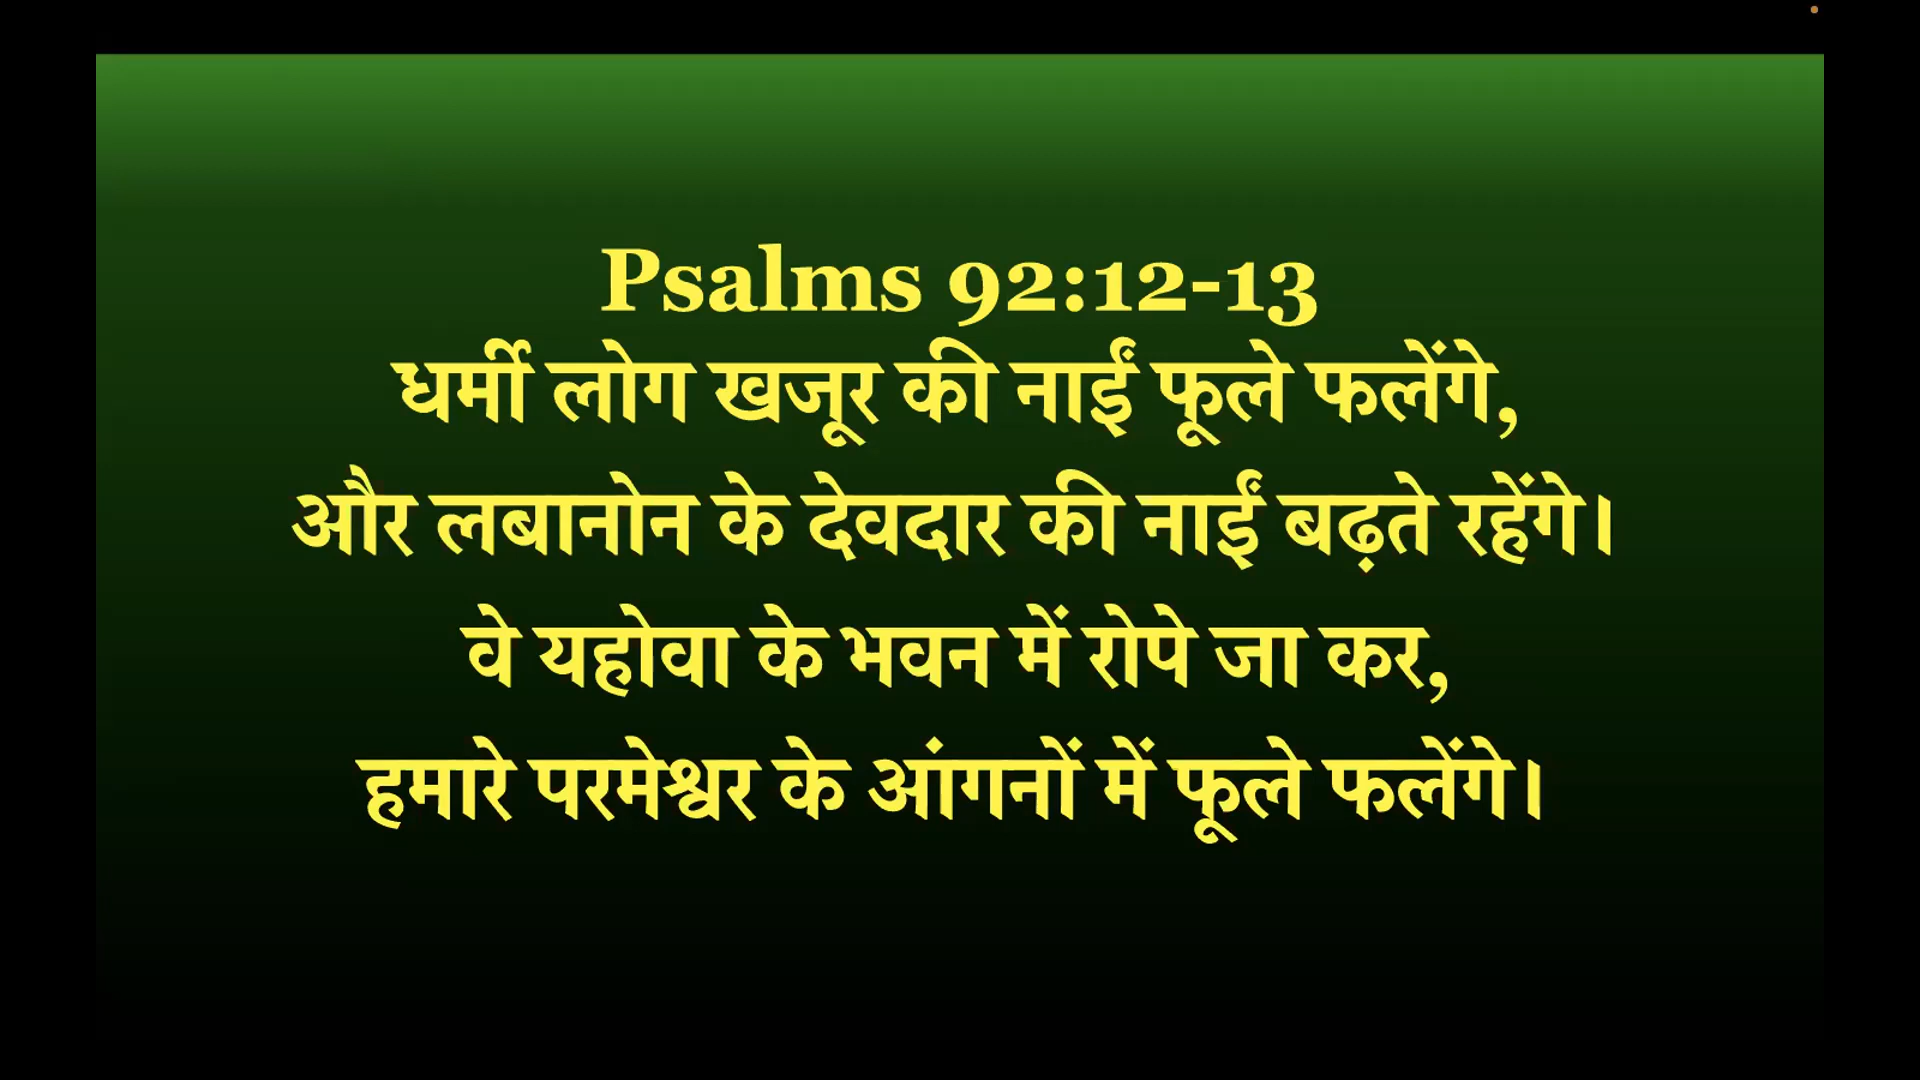 Psalms 92:12-13
धर्मी लोग खजूर की नाईं फूले फलेंगे,
और लबानोन के देवदार की नाईं बढ़ते रहेंगे।
वे यहोवा के भवन में रोपे जा कर,
हमारे परमेश्वर के आंगनों में फूले फलेंगे।